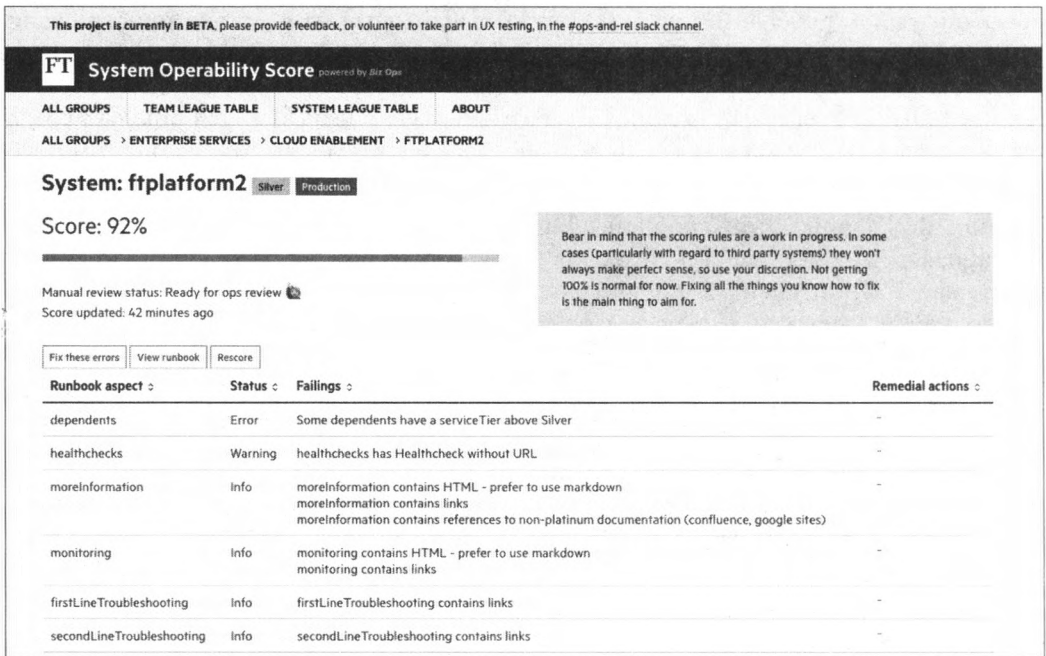 This project is currently in BETA, please provide feedback, or volunteer to take part in UX testing, in the #ops-and-rel slack channel.
FT System Operability Score powered by Biz Ops
ALL GROUPS TEAM LEAGUE TABLE SYSTEM LEAGUE TABLE ABOUT
ALL GROUPS > ENTERPRISE SERVICES > CLOUD ENABLEMENT > FTPLATFORM2
System: ftplatform2 Silver Production
Score: 92%
Manual review status: Ready for ops review
Score updated: 42 minutes ago
Bear in mind that the scoring rules are a work in progress. In some
cases (particularly with regard to third party systems) they won't
always make perfect sense, so use your discretion. Not getting
100% is normal for now. Fixing all the things you know how to fix
is the main thing to aim for.
Fix these errors View runbook Rescore
Runbook aspect Status Failings Remedial actions
dependents Error Some dependents have a serviceTier above Silver -
healthchecks Warning healthchecks has Healthcheck without URL -
moreInformation Info moreInformation contains HTML - prefer to use markdown -
moreInformation contains links
moreInformation contains references to non-platinum documentation (confluence, google sites)
monitoring Info monitoring contains HTML - prefer to use markdown -
monitoring contains links
firstLineTroubleshooting Info firstLineTroubleshooting contains links -
secondLineTroubleshooting Info secondLineTroubleshooting contains links -